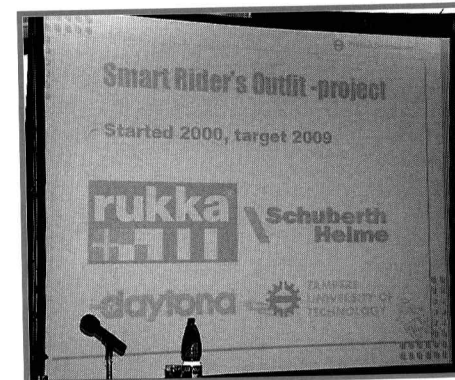 Smart Rider's Outfit -project
- Started 2000, target 2009
rukka
Schuberth
Helme
daytona
TAMPERE
UNIVERSITY OF
TECHNOLOGY